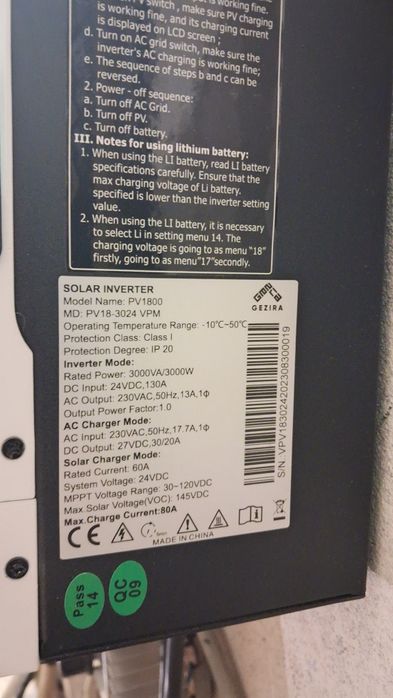 is working fine.
PV switch , make sure PV charging
is working fine, and its charging current
is displayed on LCD screen ;
d. Turn on AC grid switch, make sure the
inverter's AC charging is working fine;
e. The sequence of steps b and c can be
reversed.
2. Power - off sequence:
a. Turn off AC Grid.
b. Turn off PV.
c. Turn off battery.
III. Notes for using lithium battery:
1. When using the LI battery, read LI battery
specifications carefully. Ensure that the
max charging voltage of Li battery.
specified is lower than the inverter setting
value.
2. When using the LI battery, it is necessary
to select Li in setting menu 14. The
charging voltage is going to as menu "18"
firstly, going to as menu"17"secondly.
SOLAR INVERTER
Model Name: PV1800
MD: PV18-3024 VPM
Operating Temperature Range: -10℃~50℃
Protection Class: Class I
Protection Degree: IP 20
Inverter Mode:
Rated Power: 3000VA/3000W
DC Input: 24VDC,130A
AC Output: 230VAC,50Hz,13A,1ф
Output Power Factor:1.0
AC Charger Mode:
AC Input: 230VAC,50Hz,17.7A,1ф
DC Output: 27VDC,30/20A
Solar Charger Mode:
Rated Current: 60A
System Voltage: 24VDC
MPPT Voltage Range: 30~120VDC
Max.Solar Voltage(VOC): 145VDC
Max.Charge Current:80A
GEZIRA
S/N:VPV18302420230830019
CE
MADE IN CHINA
Pass
14
QC
09